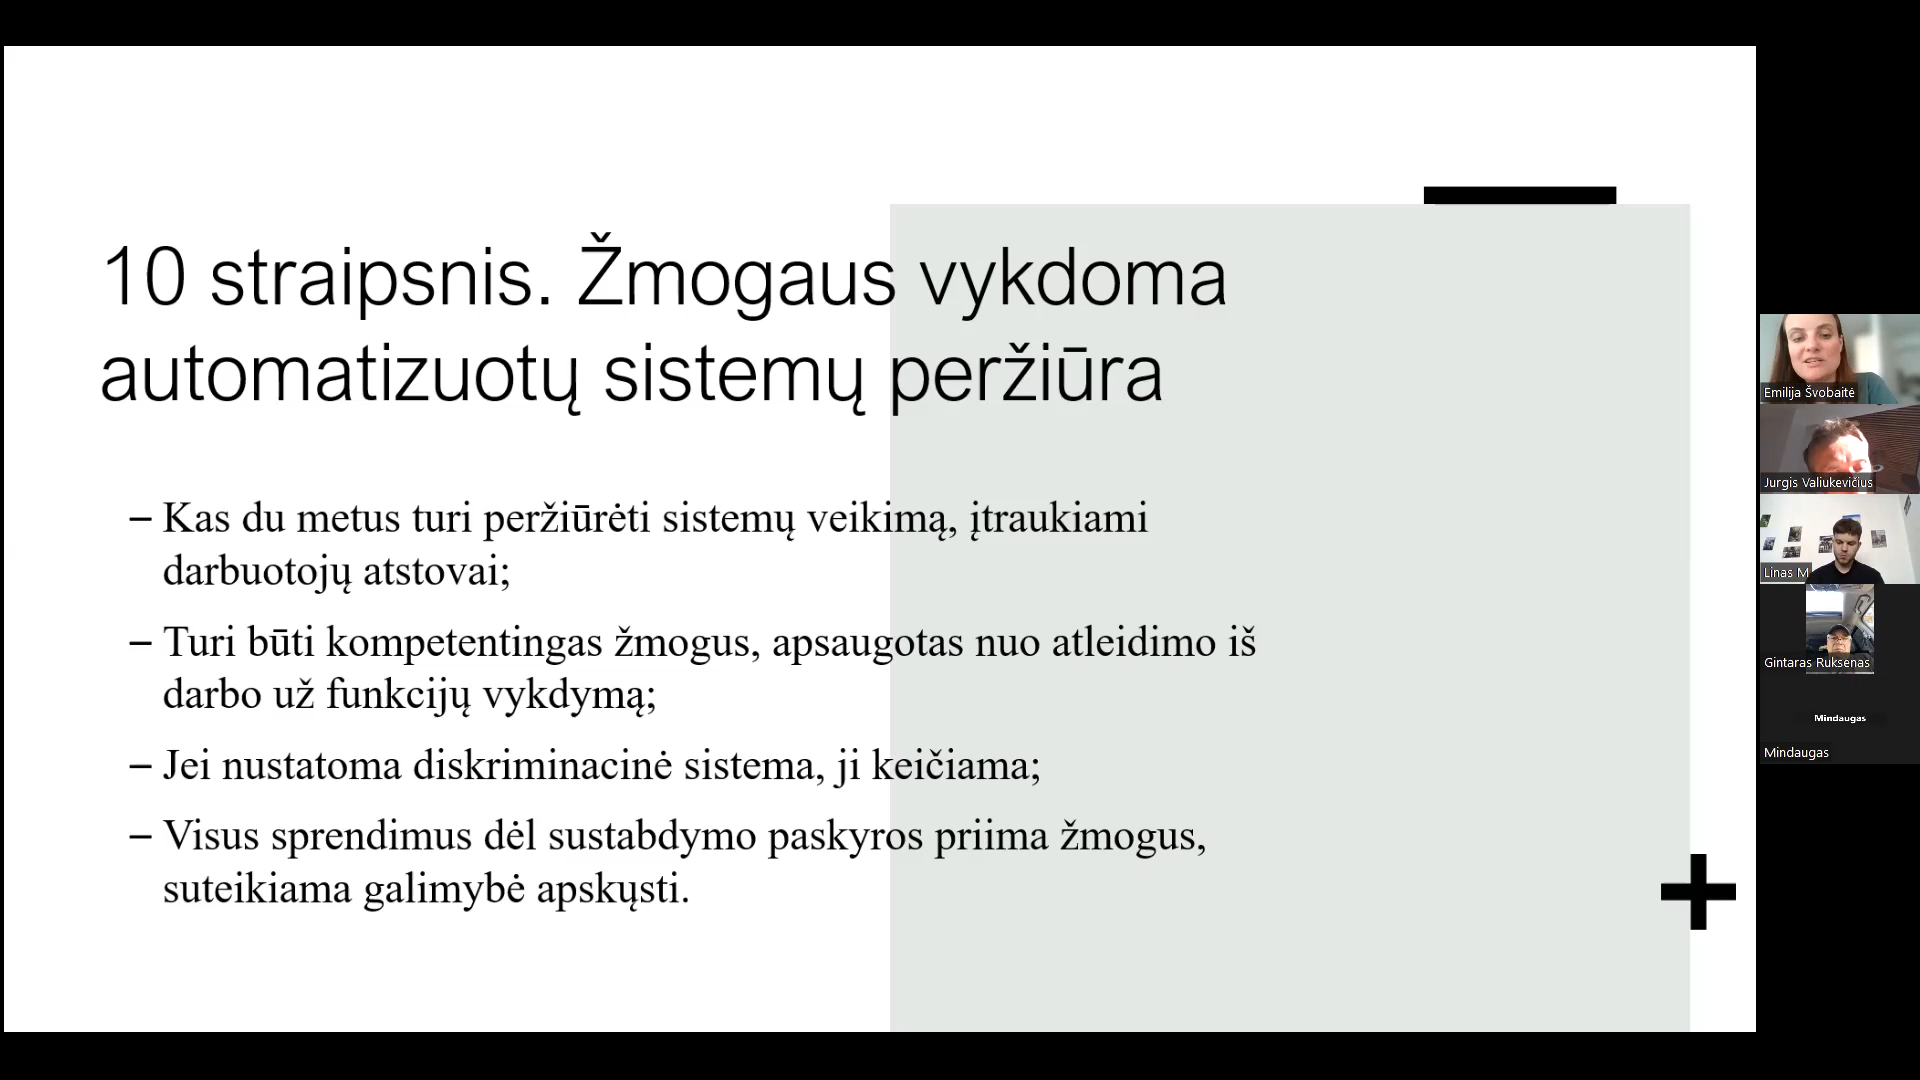 10 straipsnis. Žmogaus vykdoma
automatizuotų sistemų peržiūra
– Kas du metus turi peržiūrėti sistemų veikimą, įtraukiami
darbuotojų atstovai;
– Turi būti kompetentingas žmogus, apsaugotas nuo atleidimo iš
darbo už funkcijų vykdymą;
– Jei nustatoma diskriminacinė sistema, ji keičiama;
– Visus sprendimus dėl sustabdymo paskyros priima žmogus,
suteikiama galimybė apskųsti.
Emilija Švobaitė
Jurgis Valiukevičius
Linas M
Gintaras Ruksenas
Mindaugas
Mindaugas